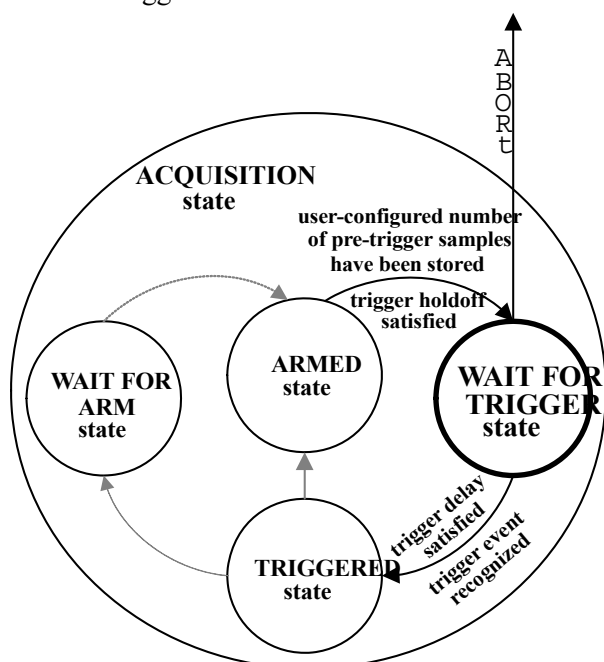 ABORt
ACQUISITION
state
user-configured number
of pre-trigger samples
have been stored
trigger holdoff
satisfied
WAIT FOR
ARM
state
ARMED
state
WAIT FOR
TRIGGER
state
trigger delay
satisfied
trigger event
recognized
TRIGGERED
state